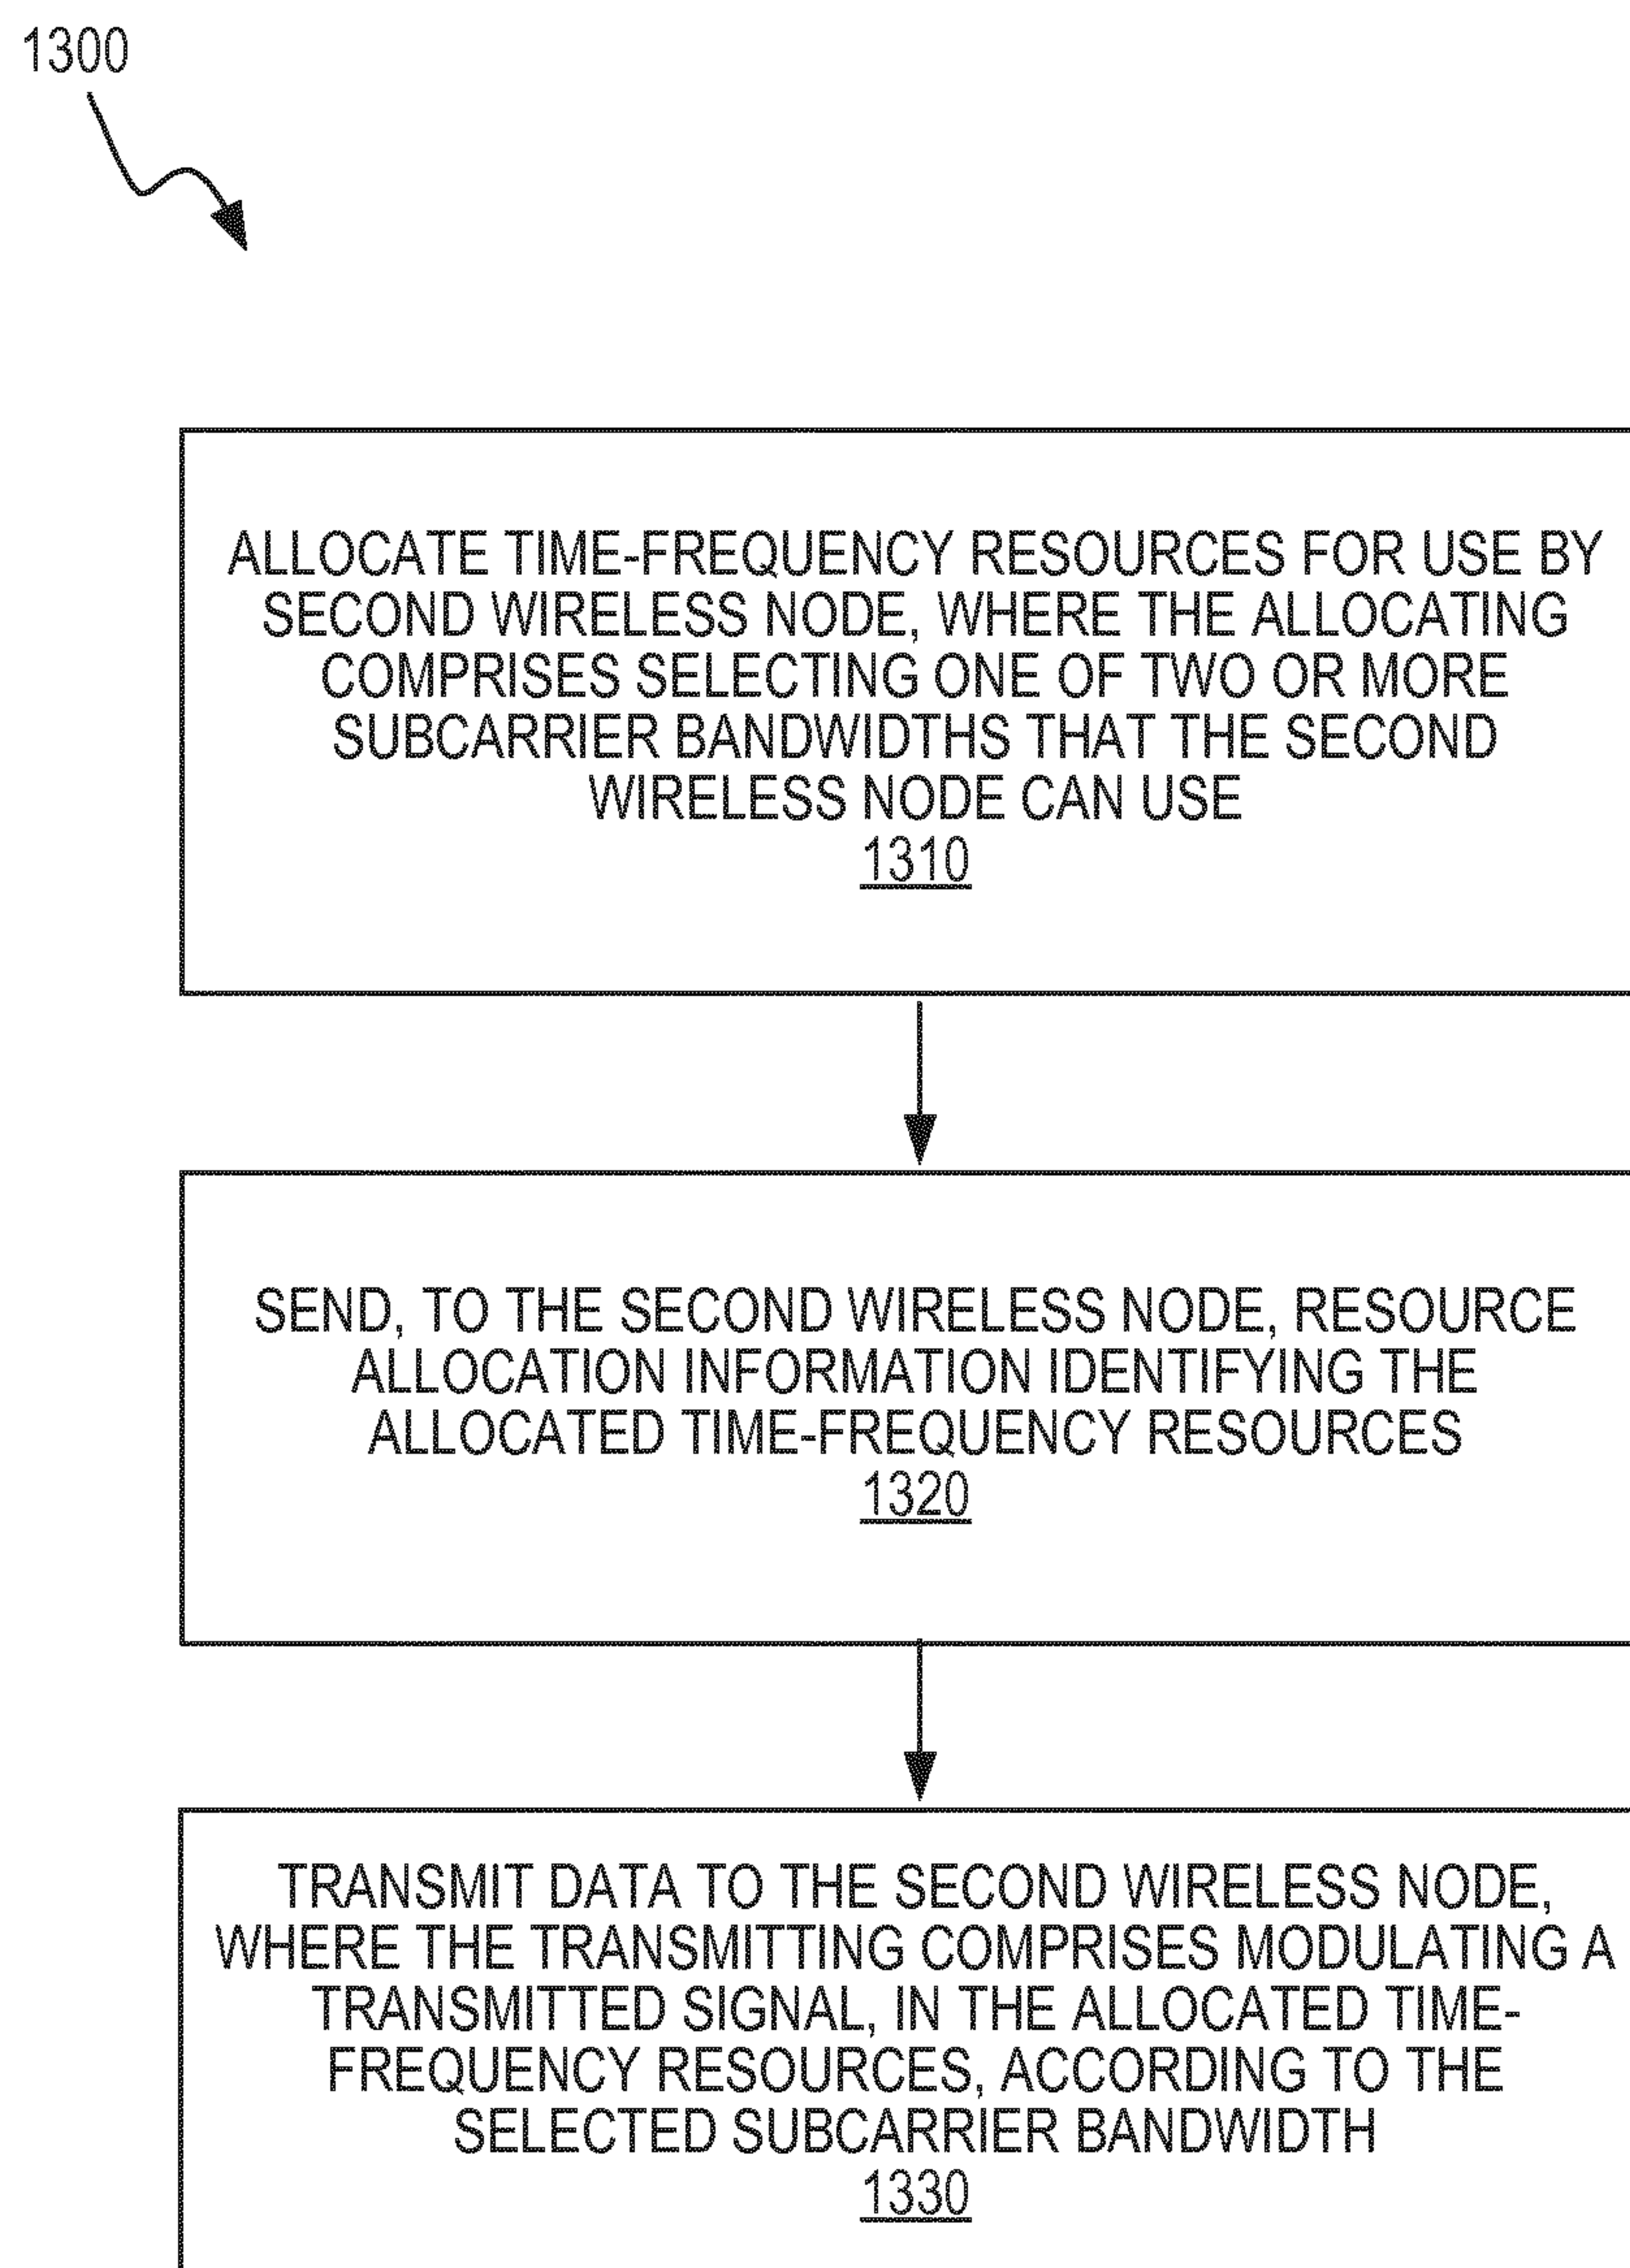 1300
ALLOCATE TIME-FREQUENCY RESOURCES FOR USE BY
SECOND WIRELESS NODE, WHERE THE ALLOCATING
COMPRISES SELECTING ONE OF TWO OR MORE
SUBCARRIER BANDWIDTHS THAT THE SECOND
WIRELESS NODE CAN USE
1310
SEND, TO THE SECOND WIRELESS NODE, RESOURCE
ALLOCATION INFORMATION IDENTIFYING THE
ALLOCATED TIME-FREQUENCY RESOURCES
1320
TRANSMIT DATA TO THE SECOND WIRELESS NODE,
WHERE THE TRANSMITTING COMPRISES MODULATING A
TRANSMITTED SIGNAL, IN THE ALLOCATED TIME-
FREQUENCY RESOURCES, ACCORDING TO THE
SELECTED SUBCARRIER BANDWIDTH
1330